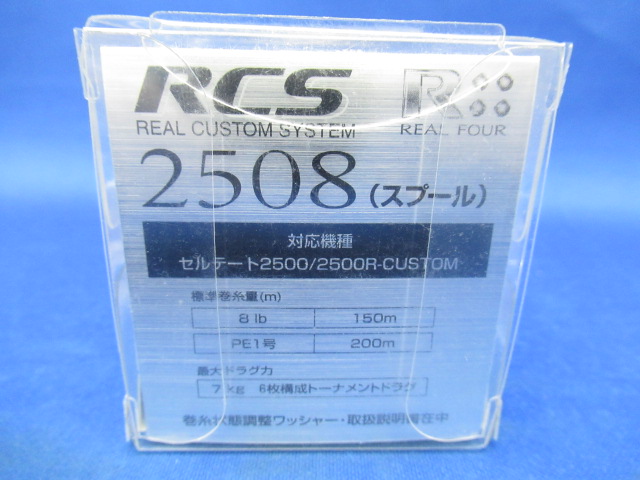 RCS
R
REAL CUSTOM SYSTEM
REAL FOUR
2508(スプール)
対応機種
セルテート2500/2500R-CUSTOM
標準巻糸量(m)
8 lb 150m
PE1号 200m
最大ドラグ力
7 kg 6枚構成トーナメントドラグ
巻糸状態調整ワッシャー・取扱説明書在中